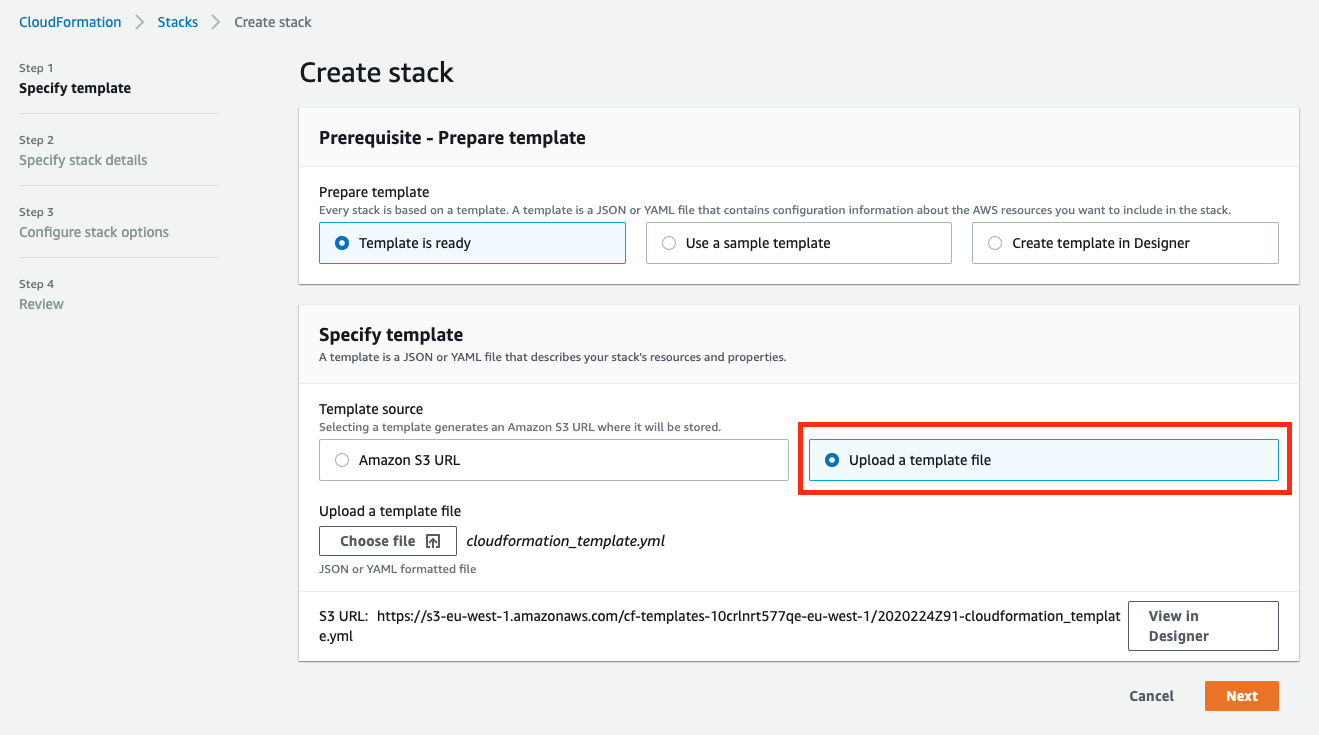 CloudFormation > Stacks > Create stack
Step 1
Specify template
Step 2
Specify stack details
Step 3
Configure stack options
Step 4
Review
Create stack
Prerequisite - Prepare template
Prepare template
Every stack is based on a template. A template is a JSON or YAML file that contains configuration information about the AWS resources you want to include in the stack.
Template is ready
Use a sample template
Create template in Designer
Specify template
A template is a JSON or YAML file that describes your stack's resources and properties.
Template source
Selecting a template generates an Amazon S3 URL where it will be stored.
Amazon S3 URL
Upload a template file
Upload a template file
Choose file
cloudformation_template.yml
JSON or YAML formatted file
S3 URL: https://s3-eu-west-1.amazonaws.com/cf-templates-10crlnrt577qe-eu-west-1/2020224Z91-cloudformation_templat
e.yml
View in
Designer
Cancel
Next